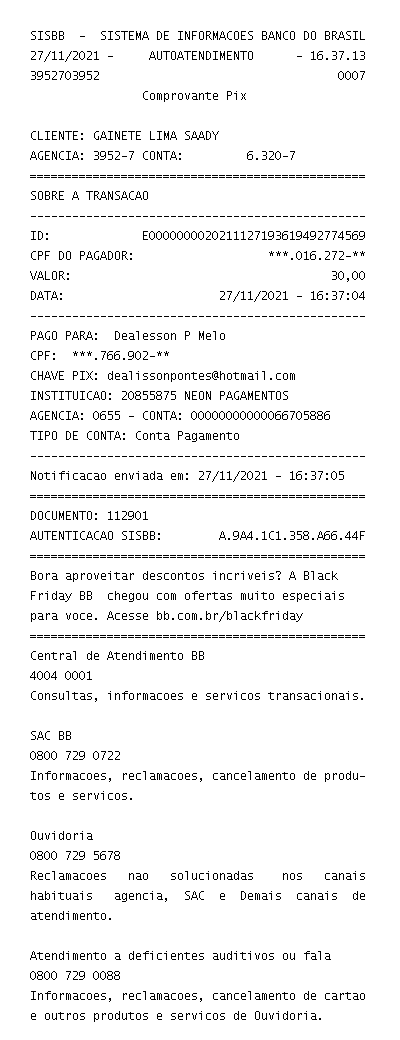 SISBB - SISTEMA DE INFORMACOES BANCO DO BRASIL
27/11/2021 - AUTOATENDIMENTO - 16.37.13
3952703952 0007
Comprovante Pix
CLIENTE: GAINETE LIMA SAADY
AGENCIA: 3952-7 CONTA: 6.320-7
================================================
SOBRE A TRANSACAO
------------------------------------------------
ID: E0000000020211127193619492774569
CPF DO PAGADOR: ***.016.272-**
VALOR: 30,00
DATA: 27/11/2021 - 16:37:04
------------------------------------------------
PAGO PARA: Dealesson P Melo
CPF: ***.766.902-**
CHAVE PIX: dealissonpontes@hotmail.com
INSTITUICAO: 20855875 NEON PAGAMENTOS
AGENCIA: 0655 - CONTA: 00000000000066705886
TIPO DE CONTA: Conta Pagamento
------------------------------------------------
Notificacao enviada em: 27/11/2021 - 16:37:05
================================================
DOCUMENTO: 112901
AUTENTICACAO SISBB: A.9A4.1C1.358.A66.44F
================================================
Bora aproveitar descontos incriveis? A Black
Friday BB chegou com ofertas muito especiais
para voce. Acesse bb.com.br/blackfriday
================================================
Central de Atendimento BB
4004 0001
Consultas, informacoes e servicos transacionais.
SAC BB
0800 729 0722
Informacoes, reclamacoes, cancelamento de produ-
tos e servicos.
Ouvidoria
0800 729 5678
Reclamacoes nao solucionadas nos canais
habituais agencia, SAC e Demais canais de
atendimento.
Atendimento a deficientes auditivos ou fala
0800 729 0088
Informacoes, reclamacoes, cancelamento de cartao
e outros produtos e servicos de Ouvidoria.